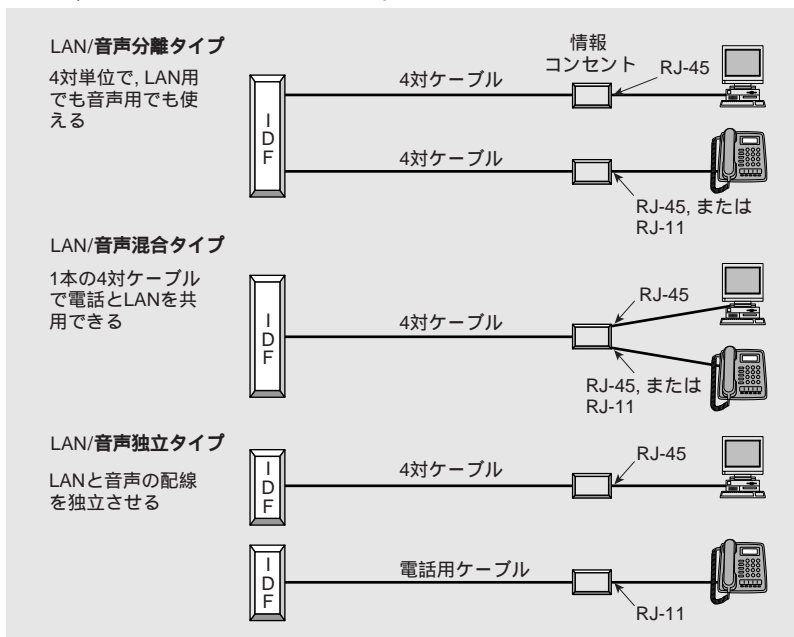 LAN/音声分離タイプ
4対単位で, LAN用
でも音声用でも使
える
IDF
4対ケーブル
情報
コンセント
RJ-45
4対ケーブル
RJ-45, または
RJ-11
LAN/音声混合タイプ
1本の4対ケーブル
で電話とLANを共
用できる
IDF
4対ケーブル
RJ-45
RJ-45, または
RJ-11
LAN/音声独立タイプ
LANと音声の配線
を独立させる
IDF
4対ケーブル
RJ-45
IDF
電話用ケーブル
RJ-11